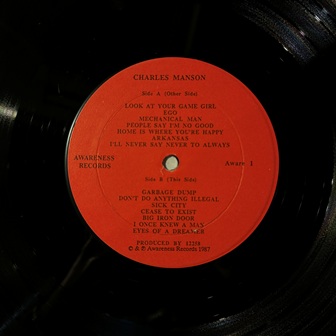 CHARLES MANSON
Side A (Other Side)
LOOK AT YOUR GAME GIRL
EGO
MECHANICAL MAN
PEOPLE SAY I'M NO GOOD
HOME IS WHERE YOU'RE HAPPY
ARKANSAS
I'LL NEVER SAY NEVER TO ALWAYS
AWARENESS
RECORDS
Aware 1
Side B (This Side)
GARBAGE DUMP
DON'T DO ANYTHING ILLEGAL
SICK CITY
CEASE TO EXIST
BIG IRON DOOR
I ONCE KNEW A MAN
EYES OF A DREAMER
PRODUCED BY 12258
© & ℗ Awareness Records 1987